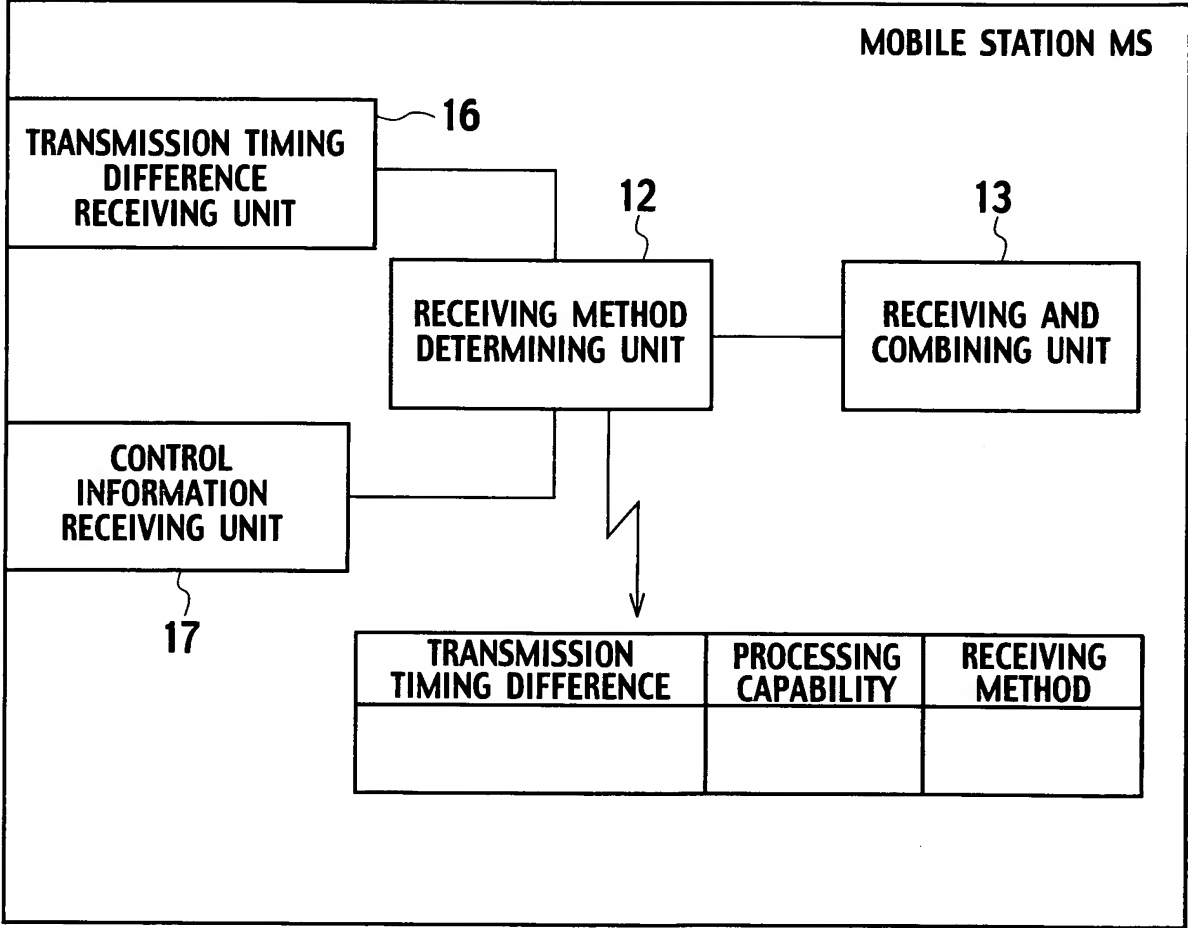 MOBILE STATION MS
16
TRANSMISSION TIMING
DIFFERENCE
RECEIVING UNIT
12
13
RECEIVING METHOD
DETERMINING UNIT
RECEIVING AND
COMBINING UNIT
CONTROL
INFORMATION
RECEIVING UNIT
17
TRANSMISSION
TIMING DIFFERENCE
PROCESSING
CAPABILITY
RECEIVING
METHOD